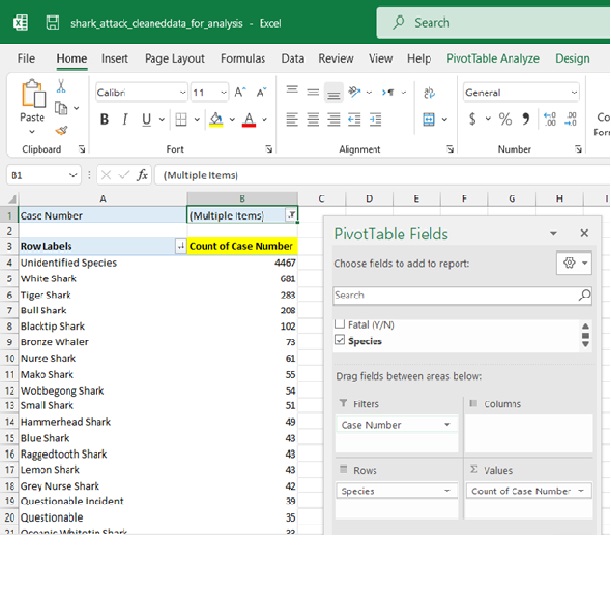 shark_attack_cleaneddata_for_analysis - Excel
Search
File Home Insert Page Layout Formulas Data Review View Help PivotTable Analyze Design
Paste
Calibri 11 A A
B I U A
ab
General
$ % 9 .00 .00
Clipboard Font Alignment Number
B1 fx (Multiple Items)
A B C D E F G H
1 Case Number (Multiple Items)
2
3 Row Labels Count of Case Number
4 Unidentified Species 4467
5 White Shark 681
6 Tiger Shark 283
7 Bull Shark 208
8 Blacktip Shark 102
9 Bronze Whaler 73
10 Nurse Shark 61
11 Mako Shark 55
12 Wobbegong Shark 54
13 Small Shark 51
14 Hammerhead Shark 49
15 Blue Shark 43
16 Raggedtooth Shark 43
17 Lemon Shark 43
18 Grey Nurse Shark 42
19 Questionable Incident 39
20 Questionable 35
21 Oceanic Whitetip Shark 33
PivotTable Fields
Choose fields to add to report:
Search
Fatal (Y/N)
Species
Drag fields between areas below:
Filters Columns
Case Number
Rows Σ Values
Species Count of Case Number